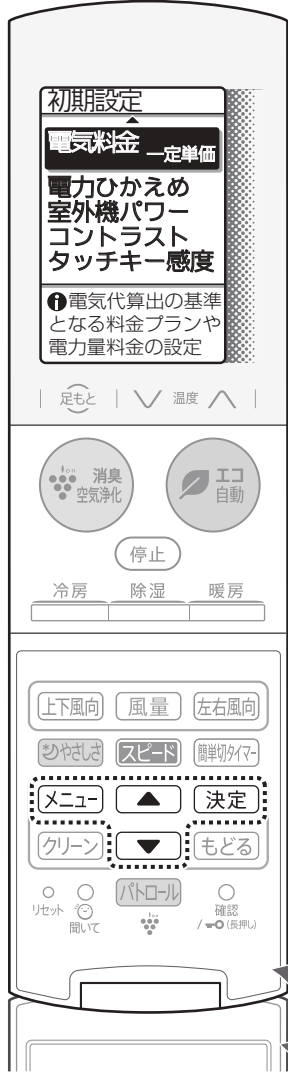 初期設定
電気料金 一定単価
電力ひかえめ
室外機パワー
コントラスト
タッチキー感度
電気代算出の基準
となる料金プランや
電力量料金の設定
足もと 温度
ion 消臭 エコ
空気浄化 自動
停止
冷房 除湿 暖房
上下風向 風量 左右風向
やさしさ スピード 簡単切タイマー
メニュー ▲ 決定
クリーン ▼ もどる
パトロール
リセット 聞いて ion 確認
/ (長押し)